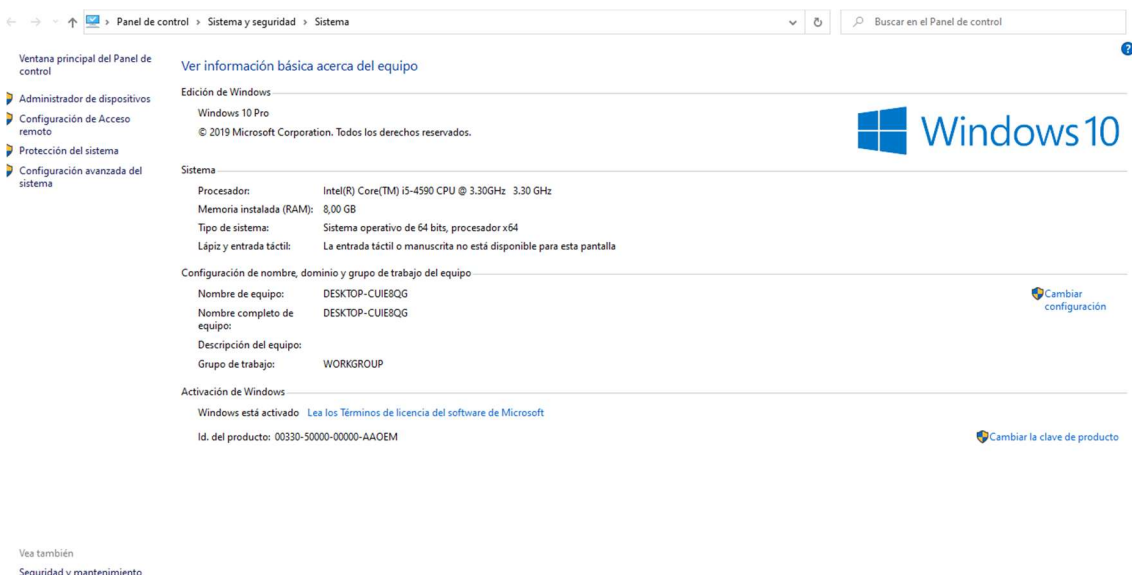 Panel de control > Sistema y seguridad > Sistema
Buscar en el Panel de control
Ventana principal del Panel de
control
Administrador de dispositivos
Configuración de Acceso
remoto
Protección del sistema
Configuración avanzada del
sistema
Ver información básica acerca del equipo
Edición de Windows
Windows 10 Pro
© 2019 Microsoft Corporation. Todos los derechos reservados.
Windows 10
Sistema
Procesador: Intel(R) Core(TM) i5-4590 CPU @ 3.30GHz 3.30 GHz
Memoria instalada (RAM): 8,00 GB
Tipo de sistema: Sistema operativo de 64 bits, procesador x64
Lápiz y entrada táctil: La entrada táctil o manuscrita no está disponible para esta pantalla
Configuración de nombre, dominio y grupo de trabajo del equipo
Nombre de equipo: DESKTOP-CUIE8QG
Cambiar
configuración
Nombre completo de
equipo: DESKTOP-CUIE8QG
Descripción del equipo:
Grupo de trabajo: WORKGROUP
Activación de Windows
Windows está activado Lea los Términos de licencia del software de Microsoft
Id. del producto: 00330-50000-00000-AAOEM
Cambiar la clave de producto
Vea también
Seguridad y mantenimiento